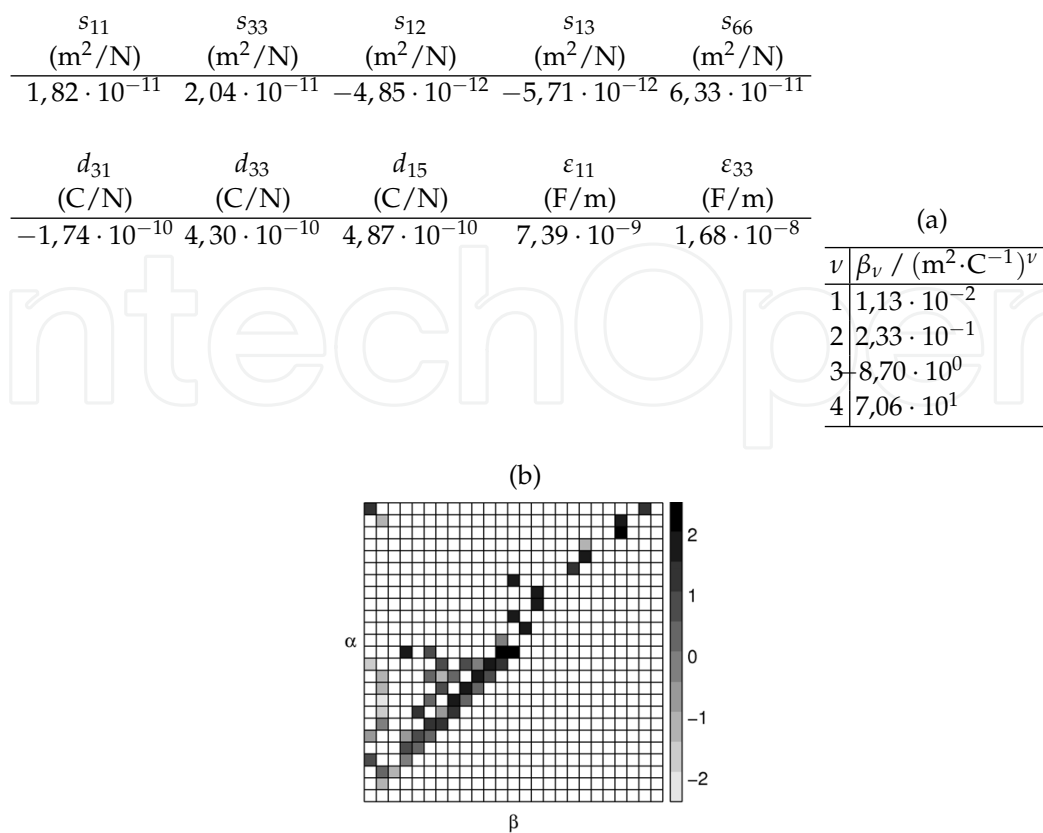 s₁₁ s₃₃ s₁₂ s₁₃ s₆₆
(m²/N) (m²/N) (m²/N) (m²/N) (m²/N)
1,82 · 10⁻¹¹ 2,04 · 10⁻¹¹ −4,85 · 10⁻¹² −5,71 · 10⁻¹² 6,33 · 10⁻¹¹
d₃₁ d₃₃ d₁₅ ε₁₁ ε₃₃
(C/N) (C/N) (C/N) (F/m) (F/m)
−1,74 · 10⁻¹⁰ 4,30 · 10⁻¹⁰ 4,87 · 10⁻¹⁰ 7,39 · 10⁻⁹ 1,68 · 10⁻⁸
(a)
ν β_ν / (m²·C⁻¹)^ν
1 1,13 · 10⁻²
2 2,33 · 10⁻¹
3 −8,70 · 10⁰
4 7,06 · 10¹
ntechOper
(b)
2
1
α
0
−1
−2
β